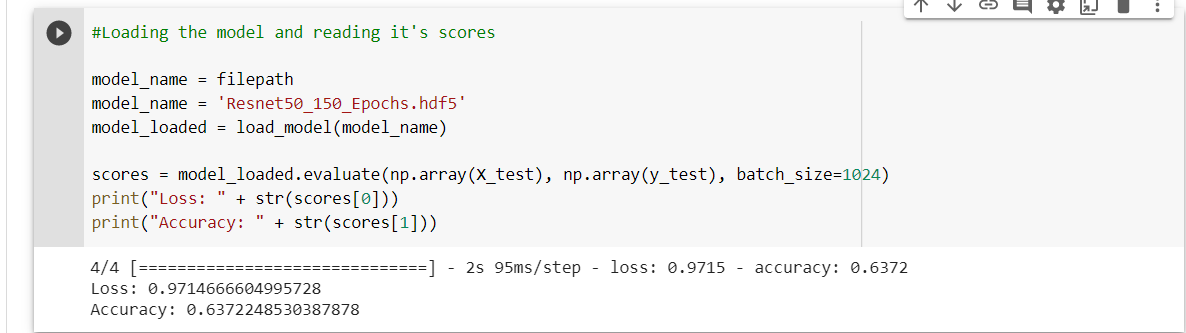 #Loading the model and reading it's scores
model_name = filepath
model_name = 'Resnet50_150_Epochs.hdf5'
model_loaded = load_model(model_name)
scores = model_loaded.evaluate(np.array(X_test), np.array(y_test), batch_size=1024)
print("Loss: " + str(scores[0]))
print("Accuracy: " + str(scores[1]))
4/4 [==============================] - 2s 95ms/step - loss: 0.9715 - accuracy: 0.6372
Loss: 0.9714666604995728
Accuracy: 0.6372248530387878